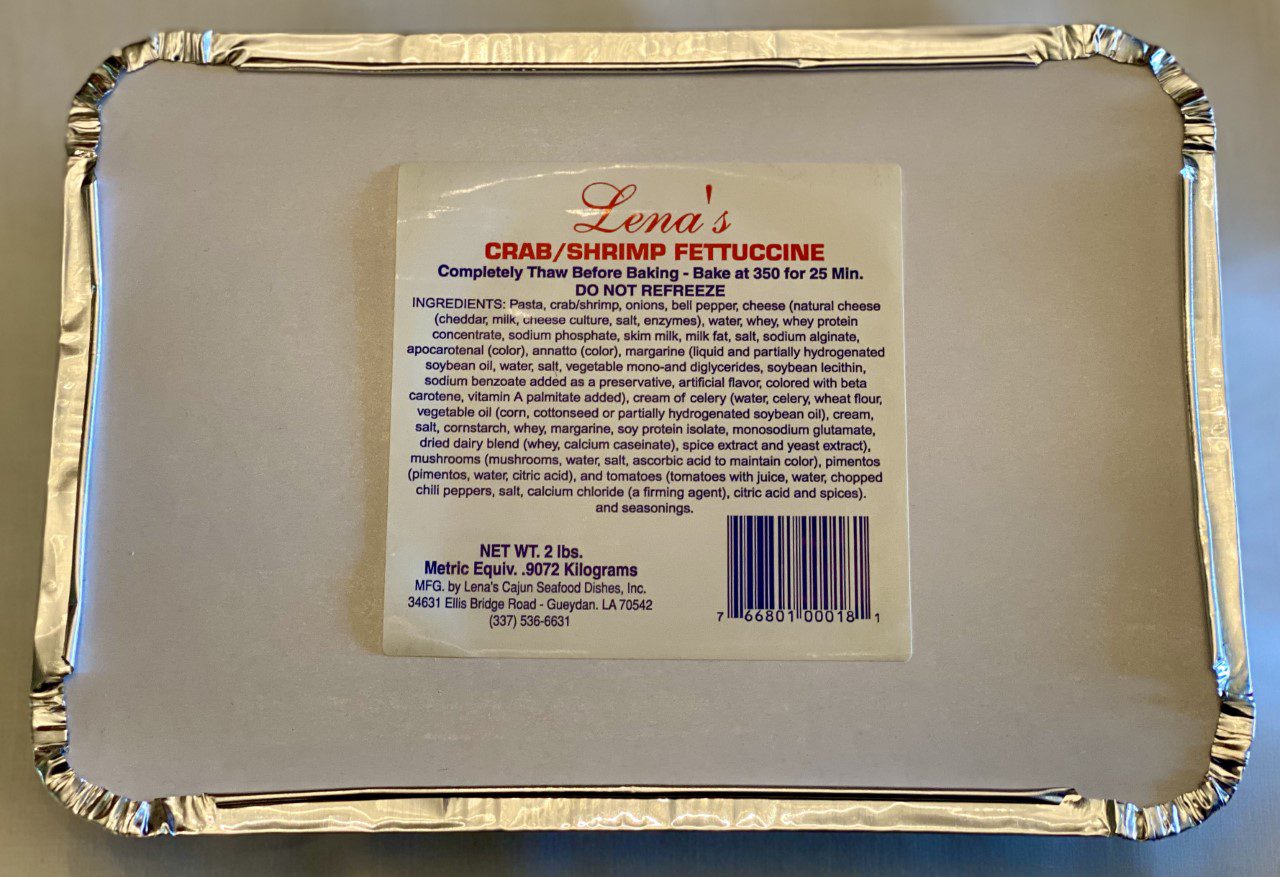 Lena's
CRAB/SHRIMP FETTUCCINE
Completely Thaw Before Baking - Bake at 350 for 25 Min.
DO NOT REFREEZE
INGREDIENTS: Pasta, crab/shrimp, onions, bell pepper, cheese (natural cheese
(cheddar, milk, cheese culture, salt, enzymes), water, whey, whey protein
concentrate, sodium phosphate, skim milk, milk fat, salt, sodium alginate,
apocarotenal (color), annatto (color), margarine (liquid and partially hydrogenated
soybean oil, water, salt, vegetable mono-and diglycerides, soybean lecithin,
sodium benzoate added as a preservative, artificial flavor, colored with beta
carotene, vitamin A palmitate added), cream of celery (water, celery, wheat flour,
vegetable oil (corn, cottonseed or partially hydrogenated soybean oil), cream,
salt, cornstarch, whey, margarine, soy protein isolate, monosodium glutamate,
dried dairy blend (whey, calcium caseinate), spice extract and yeast extract),
mushrooms (mushrooms, water, salt, ascorbic acid to maintain color), pimentos
(pimentos, water, citric acid), and tomatoes (tomatoes with juice, water, chopped
chili peppers, salt, calcium chloride (a firming agent), citric acid and spices).
and seasonings.
NET WT. 2 lbs.
Metric Equiv. .9072 Kilograms
MFG. by Lena's Cajun Seafood Dishes, Inc.
34631 Ellis Bridge Road - Gueydan. LA 70542
(337) 536-6631
7 66801 00018 1